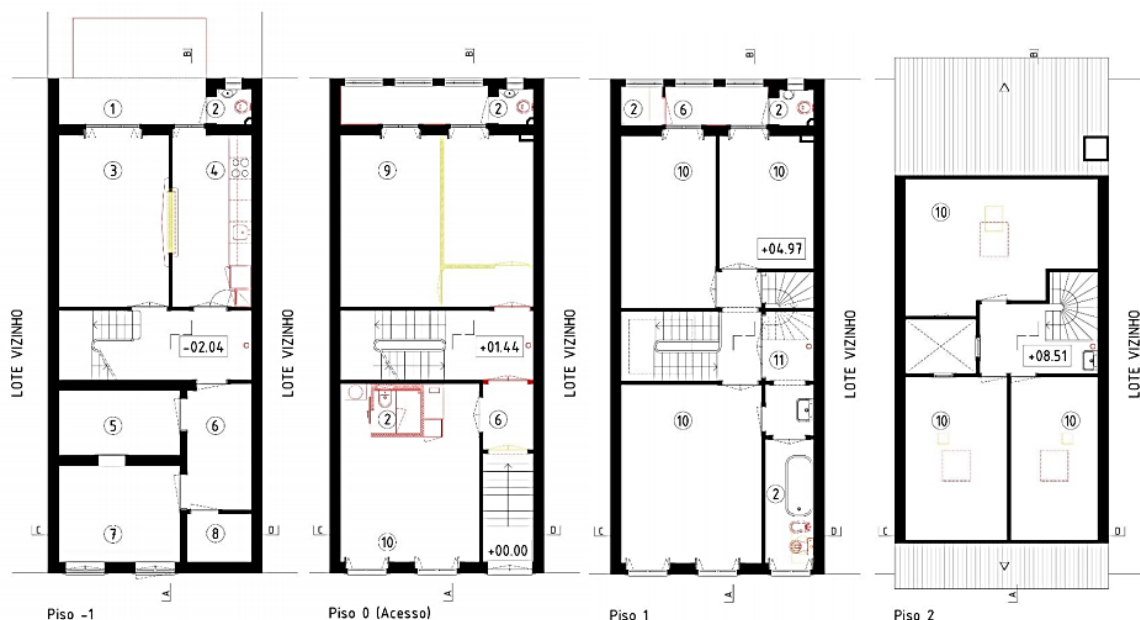 B
1
2
3
4
-02.04
5
6
7
8
C
D
A
LOTE VIZINHO
LOTE VIZINHO
Piso -1
B
2
9
+01.44
2
6
10
+00.00
C
D
A
LOTE VIZINHO
Piso 0 (Acesso)
B
2
6
2
10
10
+04.97
11
10
2
C
D
A
LOTE VIZINHO
Piso 1
B
10
+08.51
10
10
C
D
A
LOTE VIZINHO
Piso 2